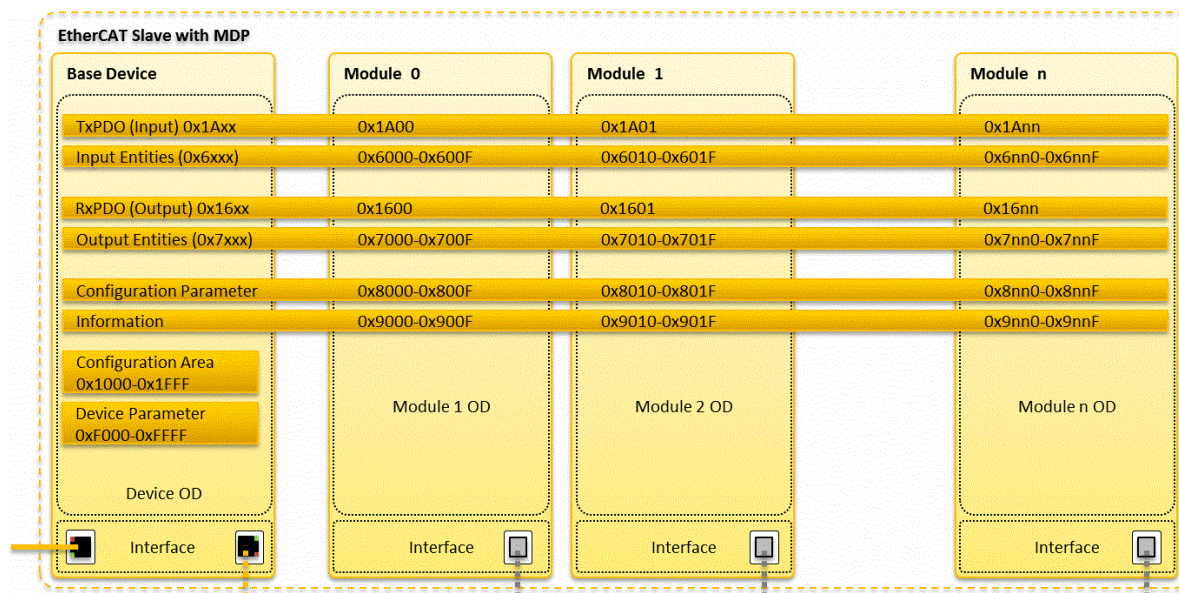 EtherCAT Slave with MDP
Base Device
Module 0
Module 1
Module n
TxPDO (Input) 0x1Axx 0x1A00 0x1A01 0x1Ann
Input Entities (0x6xxx) 0x6000-0x600F 0x6010-0x601F 0x6nn0-0x6nnF
RxPDO (Output) 0x16xx 0x1600 0x1601 0x16nn
Output Entities (0x7xxx) 0x7000-0x700F 0x7010-0x701F 0x7nn0-0x7nnF
Configuration Parameter 0x8000-0x800F 0x8010-0x801F 0x8nn0-0x8nnF
Information 0x9000-0x900F 0x9010-0x901F 0x9nn0-0x9nnF
Configuration Area
0x1000-0x1FFF
Device Parameter
0xF000-0xFFFF
Module 1 OD
Module 2 OD
Module n OD
Device OD
Interface
Interface
Interface
Interface